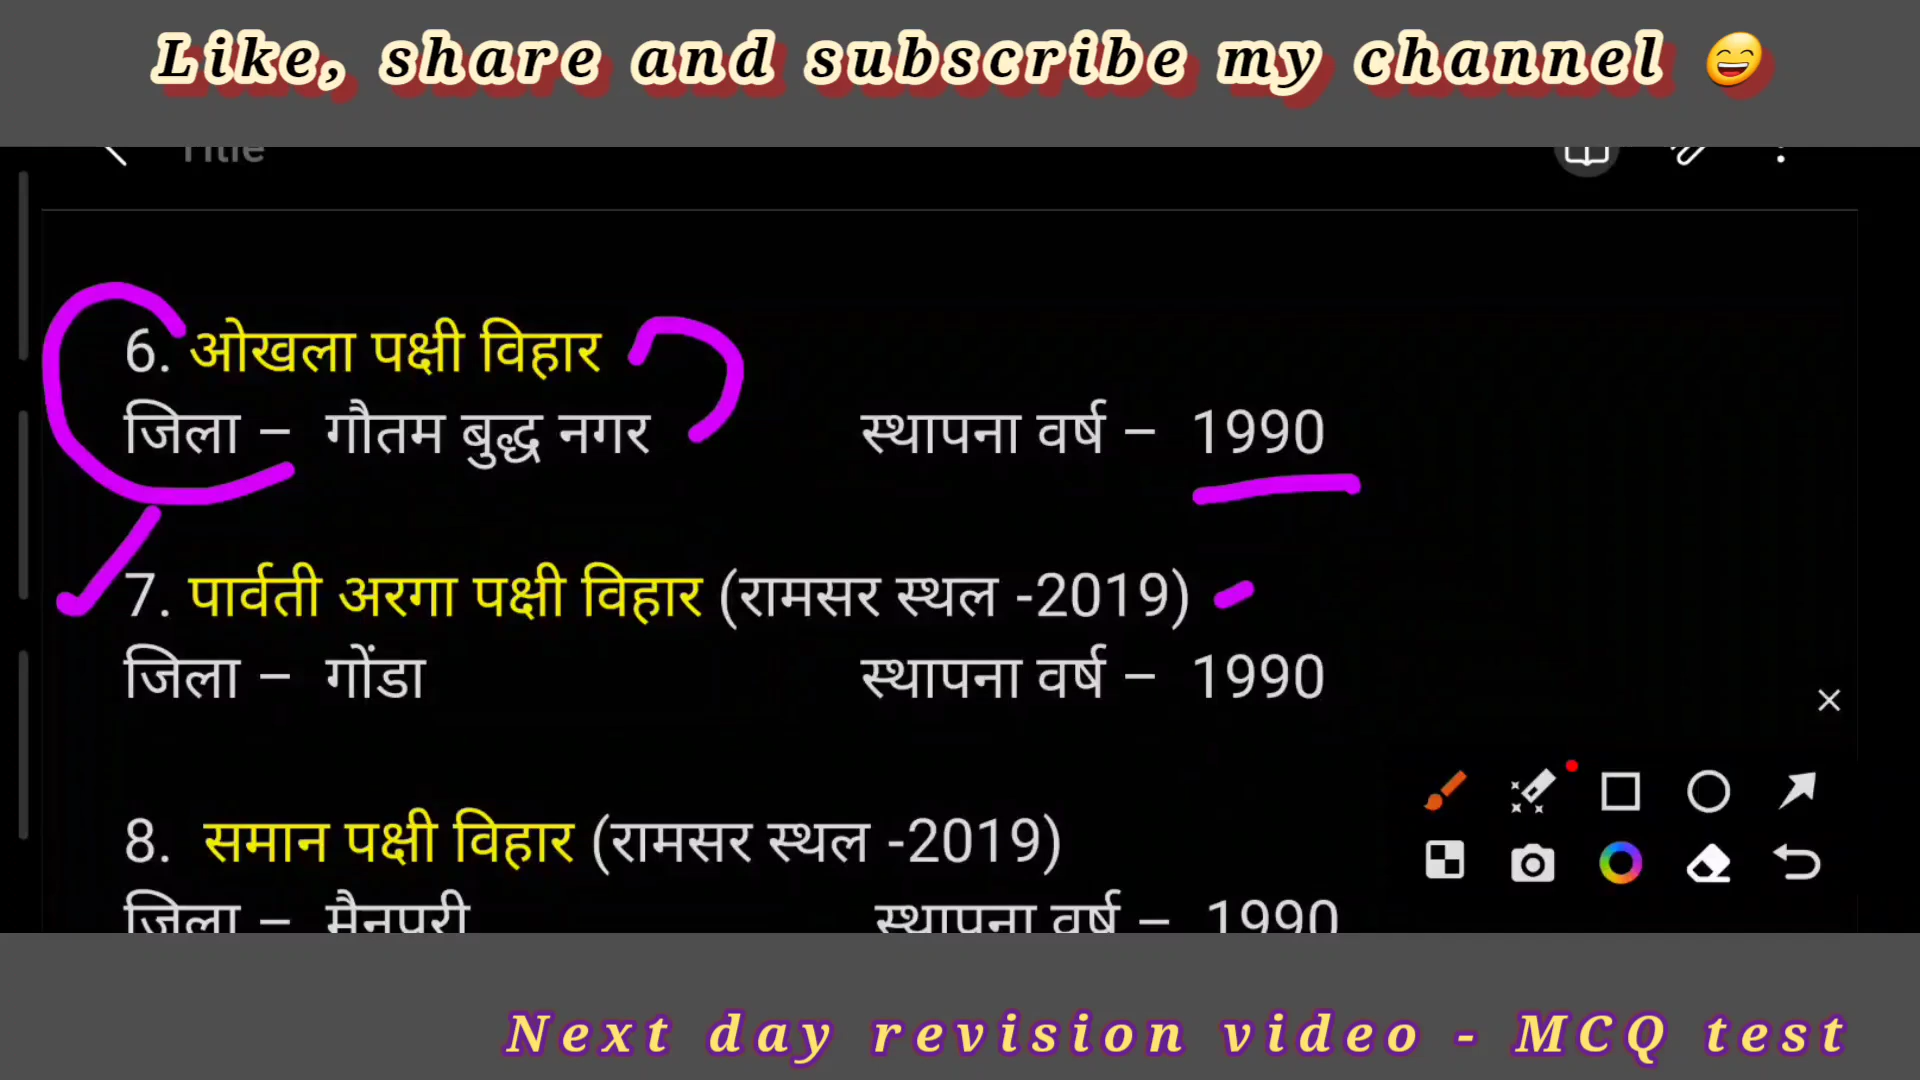 Like, share and subscribe my channel 😄
Title
6. ओखला पक्षी विहार
जिला – गौतम बुद्ध नगर स्थापना वर्ष – 1990
7. पार्वती अरगा पक्षी विहार (रामसर स्थल -2019)
जिला – गोंडा स्थापना वर्ष – 1990
8. समान पक्षी विहार (रामसर स्थल -2019)
जिला – मैनपुरी स्थापना वर्ष – 1990
Next day revision video - MCQ test